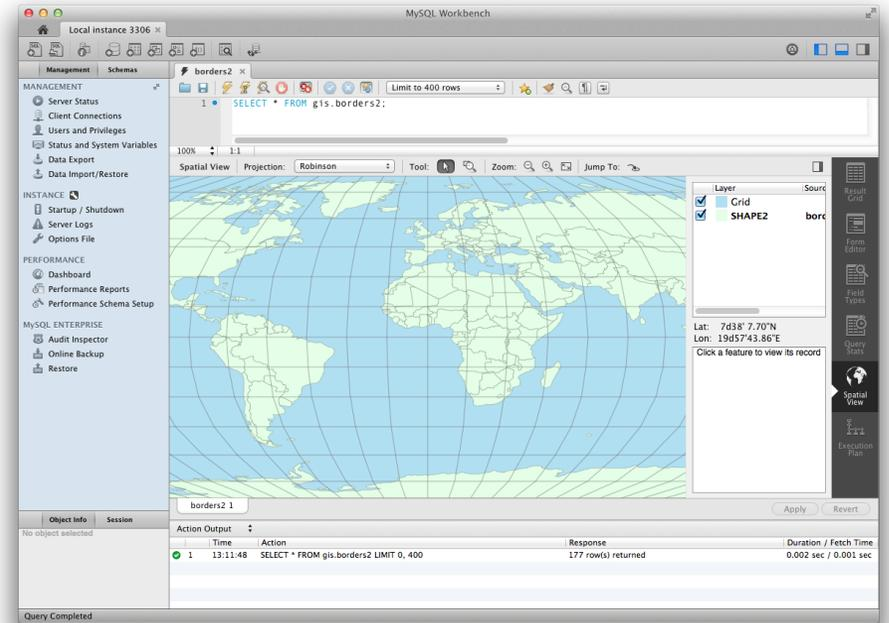 MySQL Workbench
Local instance 3306
Management Schemas
MANAGEMENT
Server Status
Client Connections
Users and Privileges
Status and System Variables
Data Export
Data Import/Restore
INSTANCE
Startup / Shutdown
Server Logs
Options File
PERFORMANCE
Dashboard
Performance Reports
Performance Schema Setup
MySQL ENTERPRISE
Audit Inspector
Online Backup
Restore
Object Info Session
No object selected
borders2
Limit to 400 rows
1 SELECT * FROM gis.borders2;
100% 1:1
Spatial View Projection: Robinson Tool: Zoom: Jump To:
Layer Sourc
Grid
SHAPE2 bord
Lat: 7d38' 7.70"N
Lon: 19d57'43.86"E
Click a feature to view its record
Result
Grid
Form
Editor
Field
Types
Query
Stats
Spatial
View
Execution
Plan
borders2 1
Apply Revert
Action Output
Time Action Response Duration / Fetch Time
1 13:11:48 SELECT * FROM gis.borders2 LIMIT 0, 400 177 row(s) returned 0.002 sec / 0.001 sec
Query Completed